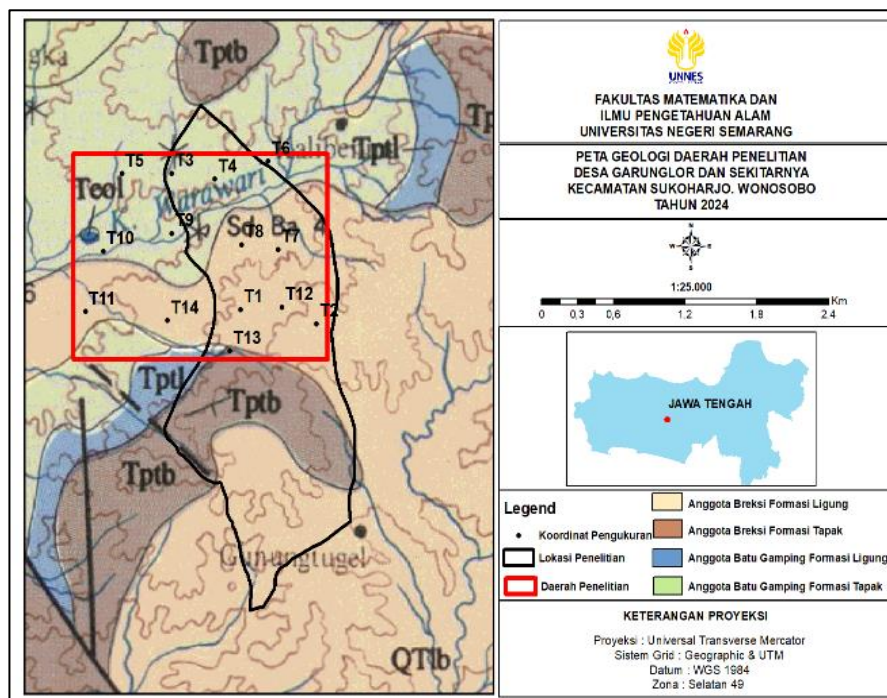 Tptb
gka
Kalibe
Tptl
Tp
T5
T3
T4
T6
Teol
K. Warawari
T10
T9
T8
T7
6
T11
T14
T1
T12
T2
T13
Tptl
Tptb
Tptb
Gunungtugel
QTlb
UNNES
FAKULTAS MATEMATIKA DAN
ILMU PENGETAHUAN ALAM
UNIVERSITAS NEGERI SEMARANG
PETA GEOLOGI DAERAH PENELITIAN
DESA GARUNGLOR DAN SEKITARNYA
KECAMATAN SUKOHARJO. WONOSOBO
TAHUN 2024
N
W E
S
1:25.000
Km
0 0,3 0,6 1,2 1,8 2,4
JAWA TENGAH
Legend
Koordinat Pengukuran
Lokasi Penelitian
Daerah Penelitian
Anggota Breksi Formasi Ligung
Anggota Breksi Formasi Tapak
Anggota Batu Gamping Formasi Ligung
Anggota Batu Gamping Formasi Tapak
KETERANGAN PROYEKSI
Proyeksi : Universal Transverse Mercator
Sistem Grid : Geographic & UTM
Datum : WGS 1984
Zona : Selatan 49